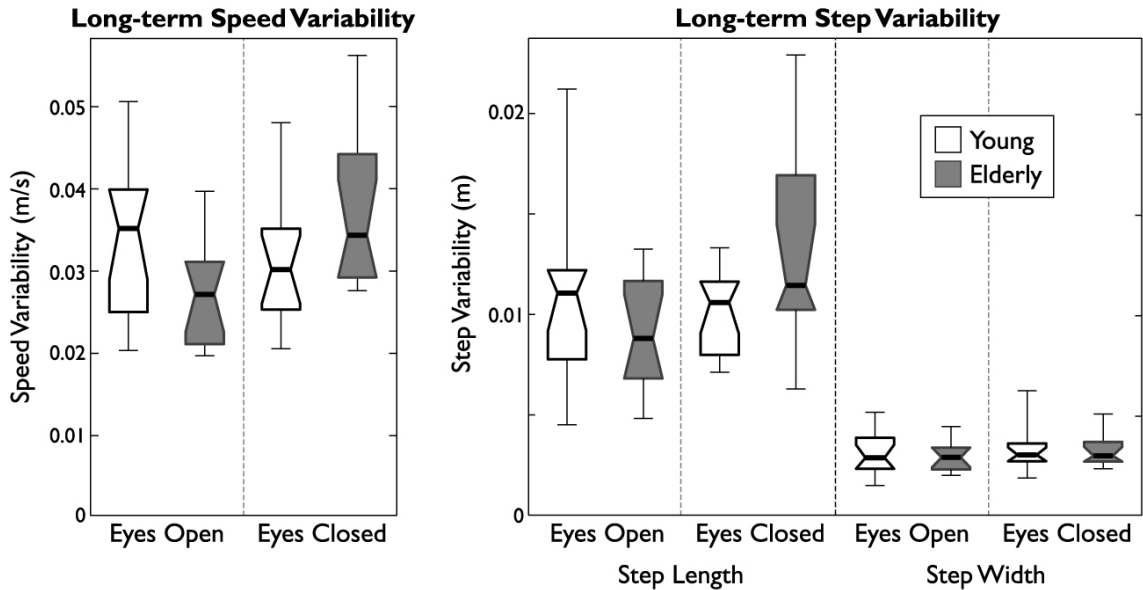 Long-term Speed Variability
Speed Variability (m/s)
0.05
0.04
0.03
0.02
0.01
0
Eyes Open Eyes Closed
Long-term Step Variability
Step Variability (m)
0.02
0.01
0
Young
Elderly
Eyes Open Eyes Closed Eyes Open Eyes Closed
Step Length Step Width